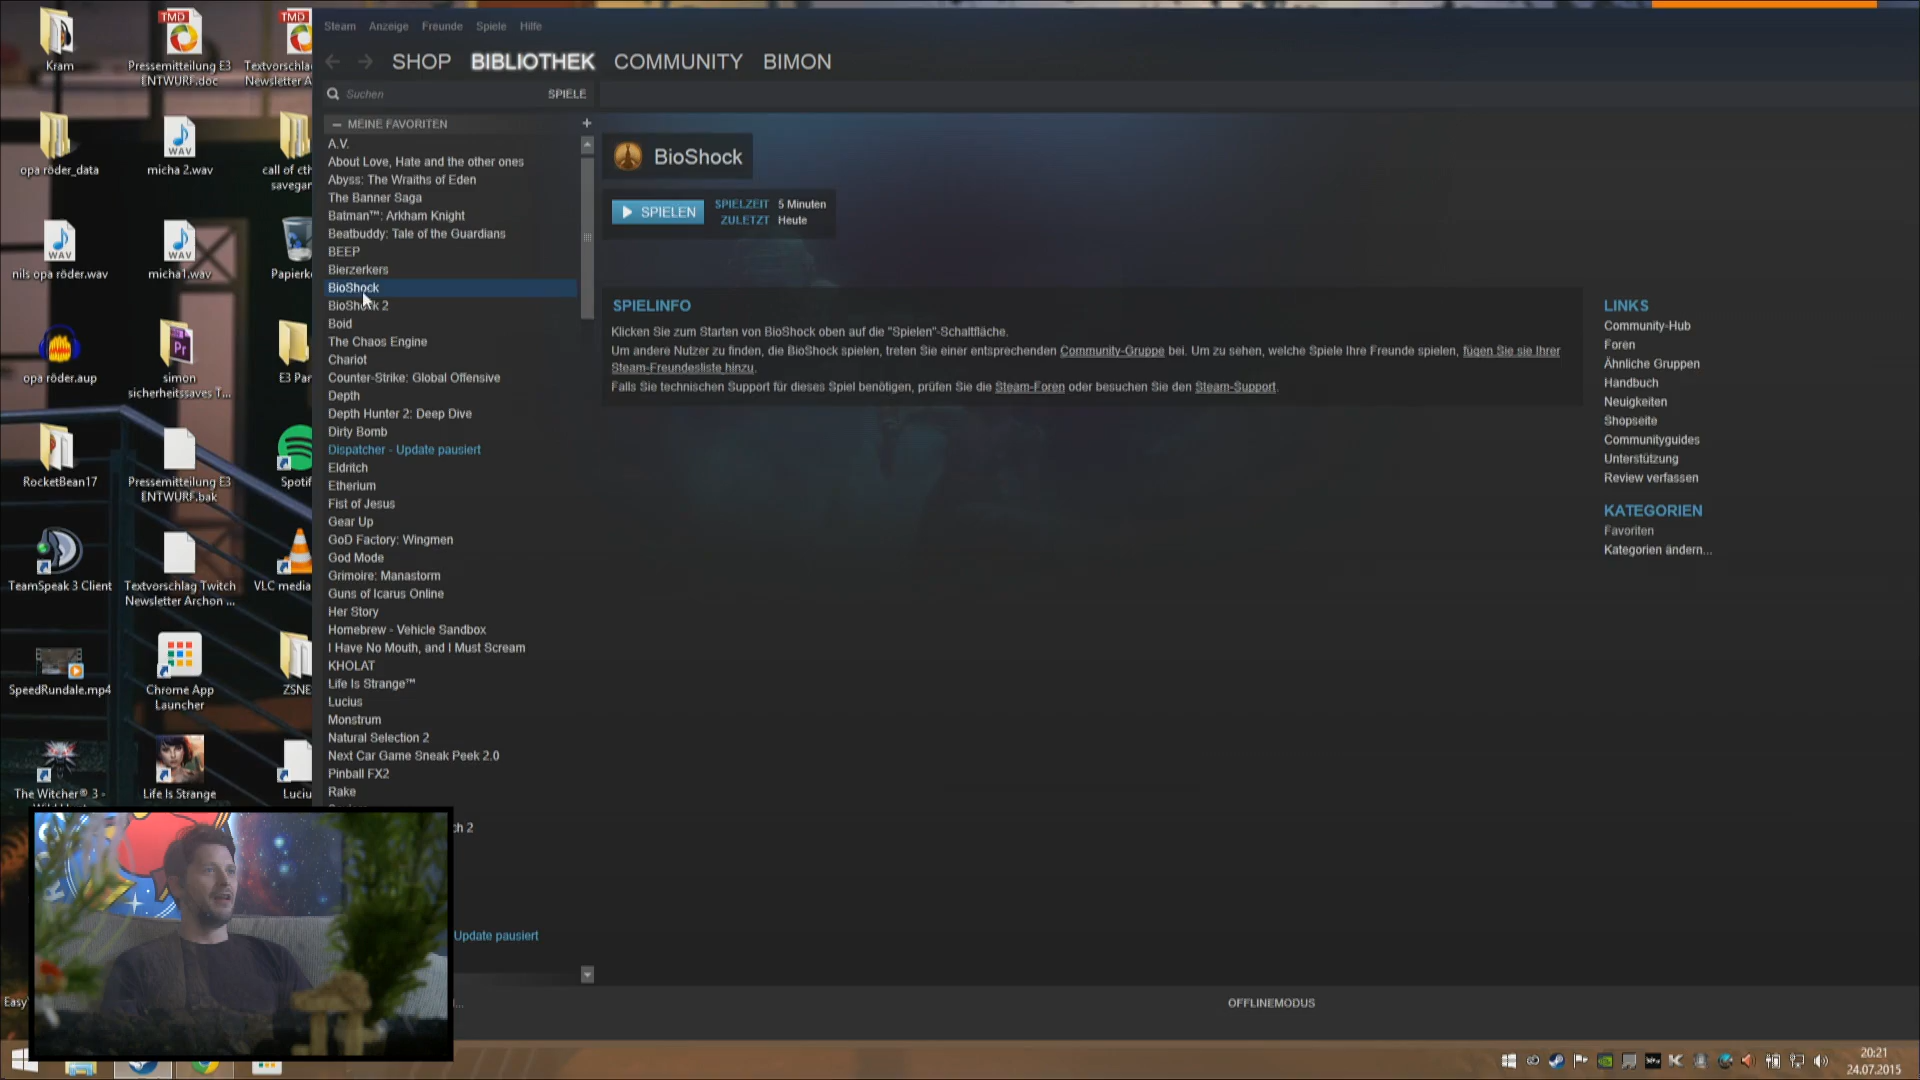 Steam Anzeige Freunde Spiele Hilfe
SHOP BIBLIOTHEK COMMUNITY BIMON
Suchen SPIELE
— MEINE FAVORITEN +
A.V.
About Love, Hate and the other ones
Abyss: The Wraiths of Eden
The Banner Saga
Batman™: Arkham Knight
Beatbuddy: Tale of the Guardians
BEEP
Bierzerkers
BioShock
BioShock 2
Boid
The Chaos Engine
Chariot
Counter-Strike: Global Offensive
Depth
Depth Hunter 2: Deep Dive
Dirty Bomb
Dispatcher - Update pausiert
Eldritch
Etherium
Fist of Jesus
Gear Up
GoD Factory: Wingmen
God Mode
Grimoire: Manastorm
Guns of Icarus Online
Her Story
Homebrew - Vehicle Sandbox
I Have No Mouth, and I Must Scream
KHOLAT
Life Is Strange™
Lucius
Monstrum
Natural Selection 2
Next Car Game Sneak Peek 2.0
Pinball FX2
Rake
ch 2
Update pausiert
BioShock
SPIELEN
SPIELZEIT 5 Minuten
ZULETZT Heute
SPIELINFO
Klicken Sie zum Starten von BioShock oben auf die "Spielen"-Schaltfläche.
Um andere Nutzer zu finden, die BioShock spielen, treten Sie einer entsprechenden Community-Gruppe bei. Um zu sehen, welche Spiele Ihre Freunde spielen, fügen Sie sie Ihrer
Steam-Freundesliste hinzu.
Falls Sie technischen Support für dieses Spiel benötigen, prüfen Sie die Steam-Foren oder besuchen Sie den Steam-Support.
LINKS
Community-Hub
Foren
Ähnliche Gruppen
Handbuch
Neuigkeiten
Shopseite
Communityguides
Unterstützung
Review verfassen
KATEGORIEN
Favoriten
Kategorien ändern...
OFFLINEMODUS
Kram
TMD
Pressemitteilung E3
ENTWURF.doc
TMD
Textvorschla
Newsletter A
opa röder_data
WAV
micha 2.wav
call of cth
savegar
WAV
nils opa röder.wav
WAV
micha1.wav
Papierk
opa röder.aup
Pr
simon
sicherheitssaves T...
E3 Par
RocketBean17
Pressemitteilung E3
ENTWURF.bak
Spotif
TeamSpeak 3 Client
Textvorschlag Twitch
Newsletter Archon ...
VLC media
SpeedRundale.mp4
Chrome App
Launcher
ZSNE
The Witcher® 3 -
Life Is Strange
Luciu
Easy
20:21
24.07.2015